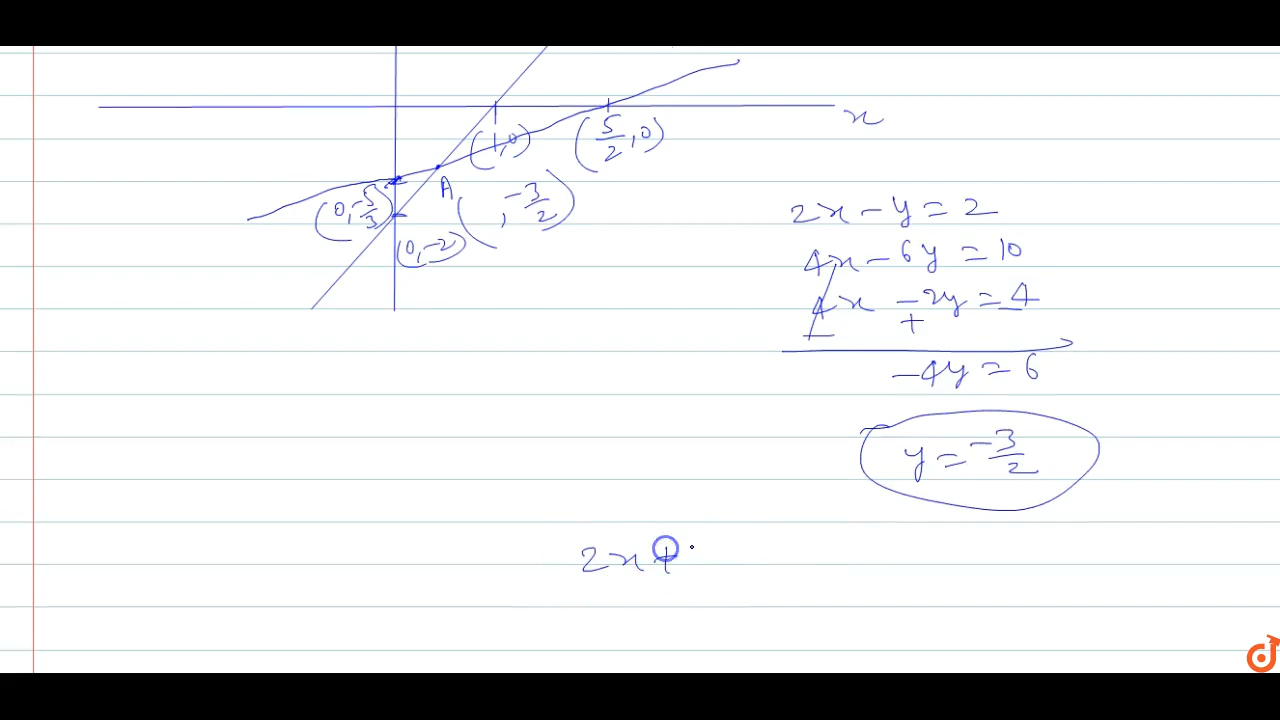 x
(1,0)
(5/2,0)
(0,-5/3)
A
( ,-3/2)
(0,-2)
2x-y=2
4x-6y=10
4x-2y=4
- + -
-4y=6
y=-3/2
2x+